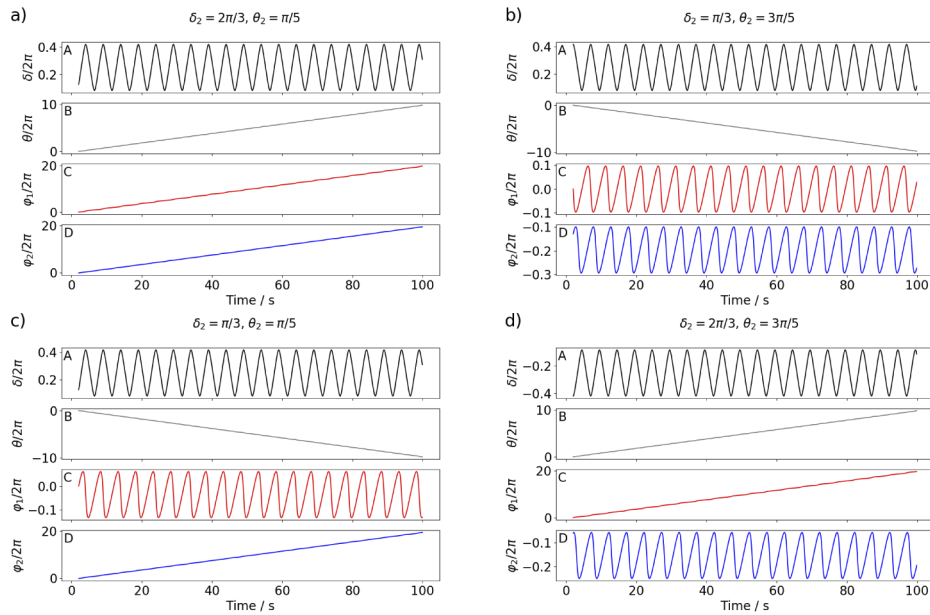 a)
δ₂ = 2π/3, θ₂ = π/5
A
δ/2π
0.4
0.2
B
θ/2π
10
0
C
φ₁/2π
20
0
D
φ₂/2π
20
0
0 20 40 60 80 100
Time / s
b)
δ₂ = π/3, θ₂ = 3π/5
A
δ/2π
0.4
0.2
B
θ/2π
0
−10
C
φ₁/2π
0.1
0.0
−0.1
D
φ₂/2π
−0.1
−0.2
−0.3
0 20 40 60 80 100
Time / s
c)
δ₂ = π/3, θ₂ = π/5
A
δ/2π
0.4
0.2
B
θ/2π
0
−10
C
φ₁/2π
0.0
−0.1
D
φ₂/2π
20
0
0 20 40 60 80 100
Time / s
d)
δ₂ = 2π/3, θ₂ = 3π/5
A
δ/2π
−0.2
−0.4
B
θ/2π
10
0
C
φ₁/2π
20
0
D
φ₂/2π
−0.1
−0.2
0 20 40 60 80 100
Time / s